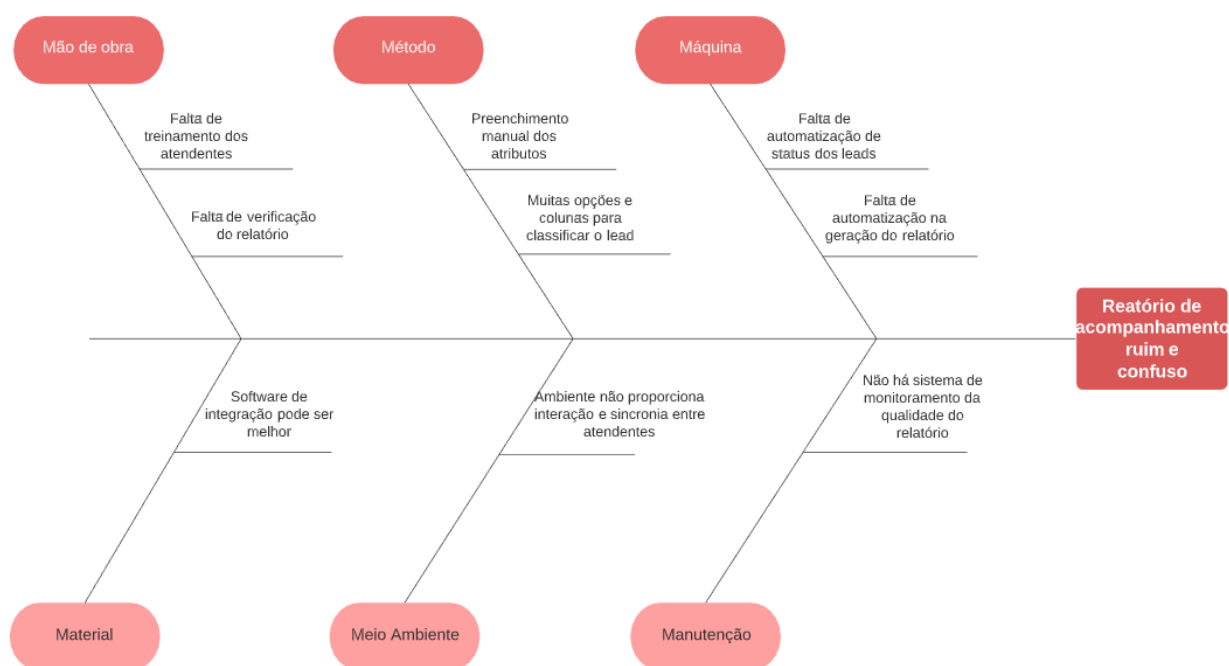 Mão de obra
Método
Máquina
Falta de
treinamento dos
atendentes
Preenchimento
manual dos
atributos
Falta de
automatização de
status dos leads
Falta de verificação
do relatório
Muitas opções e
colunas para
classificar o lead
Falta de
automatização na
geração do relatório
Reatório de
acompanhamento
ruim e
confuso
Software de
integração pode ser
melhor
Ambiente não proporciona
interação e sincronia entre
atendentes
Não há sistema de
monitoramento da
qualidade do
relatório
Material
Meio Ambiente
Manutenção